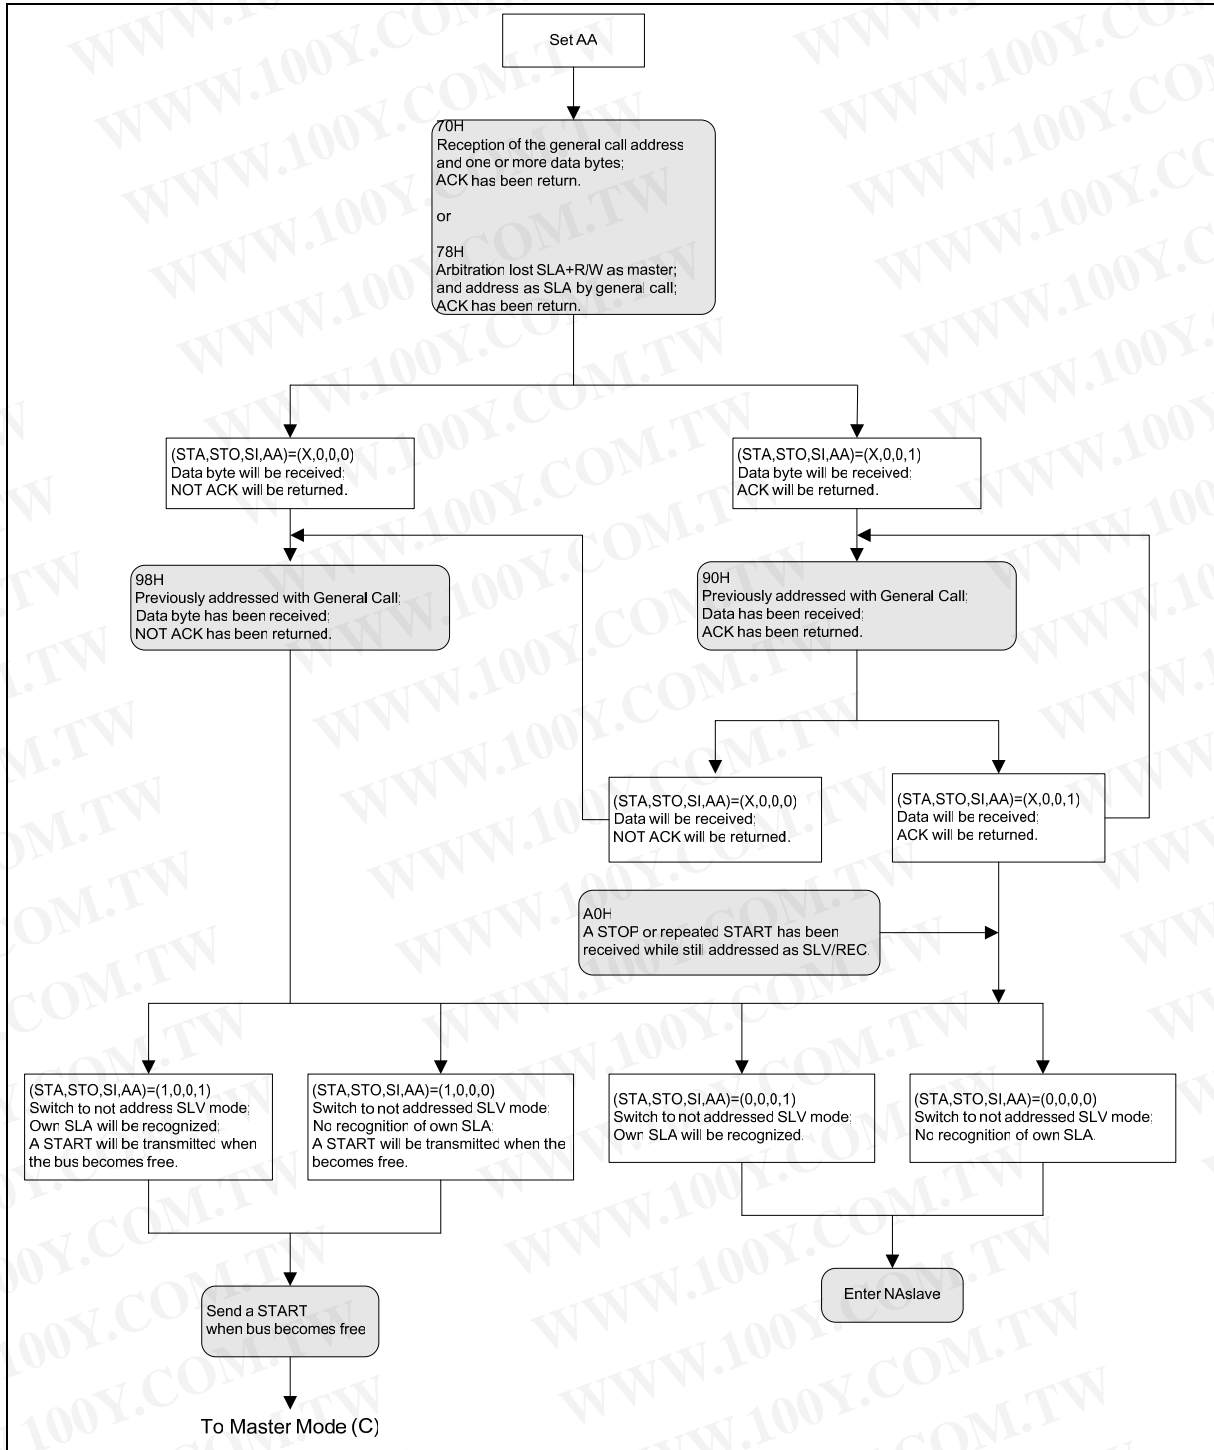 Set AA
70H
Reception of the general call address
and one or more data bytes;
ACK has been return.
or
78H
Arbitration lost SLA+R/W as master;
and address as SLA by general call;
ACK has been return.
(STA,STO,SI,AA)=(X,0,0,0)
Data byte will be received;
NOT ACK will be returned.
(STA,STO,SI,AA)=(X,0,0,1)
Data byte will be received;
ACK will be returned.
98H
Previously addressed with General Call;
Data byte has been received;
NOT ACK has been returned.
90H
Previously addressed with General Call;
Data has been received;
ACK has been returned.
(STA,STO,SI,AA)=(X,0,0,0)
Data will be received;
NOT ACK will be returned.
(STA,STO,SI,AA)=(X,0,0,1)
Data will be received;
ACK will be returned.
A0H
A STOP or repeated START has been
received while still addressed as SLV/REC.
(STA,STO,SI,AA)=(1,0,0,1)
Switch to not address SLV mode;
Own SLA will be recognized;
A START will be transmitted when
the bus becomes free.
(STA,STO,SI,AA)=(1,0,0,0)
Switch to not addressed SLV mode;
No recognition of own SLA;
A START will be transmitted when the
becomes free.
(STA,STO,SI,AA)=(0,0,0,1)
Switch to not addressed SLV mode;
Own SLA will be recognized.
(STA,STO,SI,AA)=(0,0,0,0)
Switch to not addressed SLV mode;
No recognition of own SLA.
Send a START
when bus becomes free
Enter NAslave
To Master Mode (C)
WWW.100Y.COM.TW